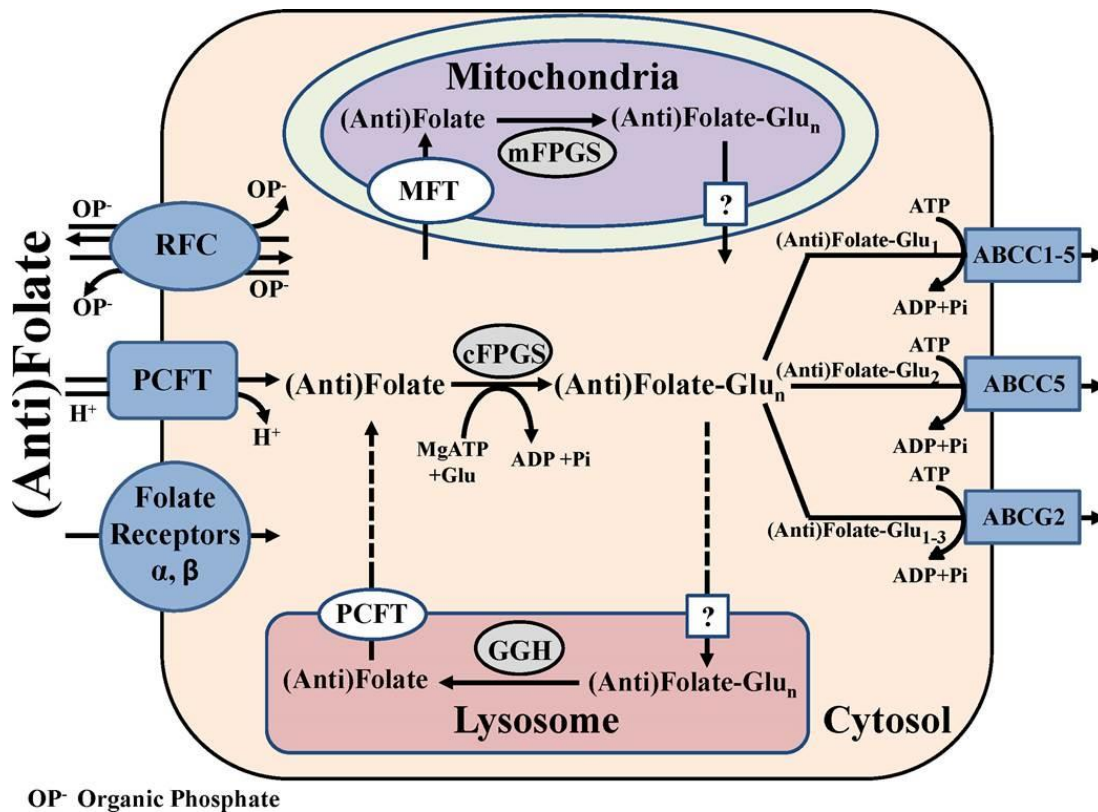 Mitochondria
(Anti)Folate
(Anti)Folate-Glun
mFPGS
MFT
?
(Anti)Folate
OP-
OP-
RFC
OP-
OP-
PCFT
H+
H+
Folate
Receptors
α, β
(Anti)Folate
cFPGS
(Anti)Folate-Glun
MgATP
+Glu
ADP +Pi
(Anti)Folate-Glu1
ATP
ADP+Pi
ABCC1-5
(Anti)Folate-Glu2
ATP
ADP+Pi
ABCC5
(Anti)Folate-Glu1-3
ATP
ADP+Pi
ABCG2
PCFT
?
GGH
(Anti)Folate
(Anti)Folate-Glun
Lysosome
Cytosol
OP- Organic Phosphate